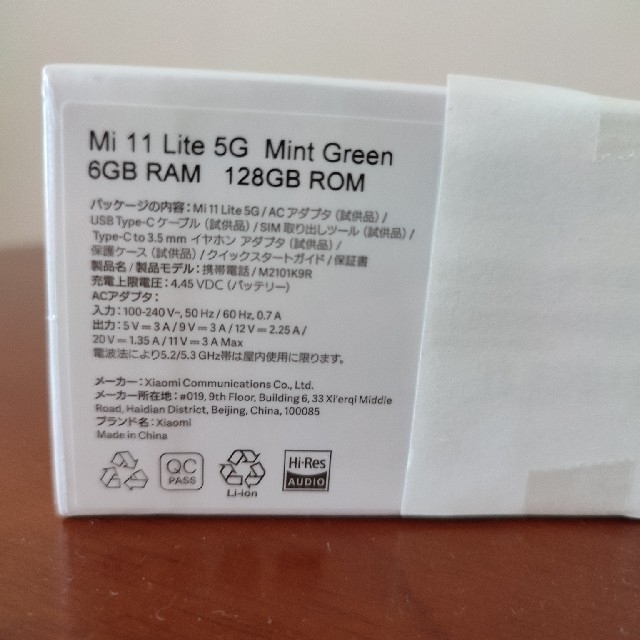 Mi 11 Lite 5G Mint Green
6GB RAM 128GB ROM
パッケージの内容: Mi 11 Lite 5G / AC アダプタ (試供品) /
USB Type-C ケーブル (試供品) / SIM 取り出しツール (試供品) /
Type-C to 3.5 mm イヤホン アダプタ (試供品) /
保護ケース (試供品) / クイックスタートガイド / 保証書
製品名 / 製品モデル: 携帯電話 / M2101K9R
充電上限電圧: 4.45 VDC (バッテリー)
ACアダプタ:
入力: 100-240 V~, 50 Hz / 60 Hz, 0.7 A
出力: 5 V ⎓ 3 A / 9 V ⎓ 3 A / 12 V ⎓ 2.25 A /
20 V ⎓ 1.35 A / 11 V ⎓ 3 A Max
電波法により5.2/5.3 GHz帯は屋内使用に限ります。
メーカー: Xiaomi Communications Co., Ltd.
メーカー所在地: #019, 9th Floor, Building 6, 33 Xi'erqi Middle
Road, Haidian District, Beijing, China, 100085
ブランド名: Xiaomi
Made in China
QC
PASS
Li-ion
Hi-Res
AUDIO